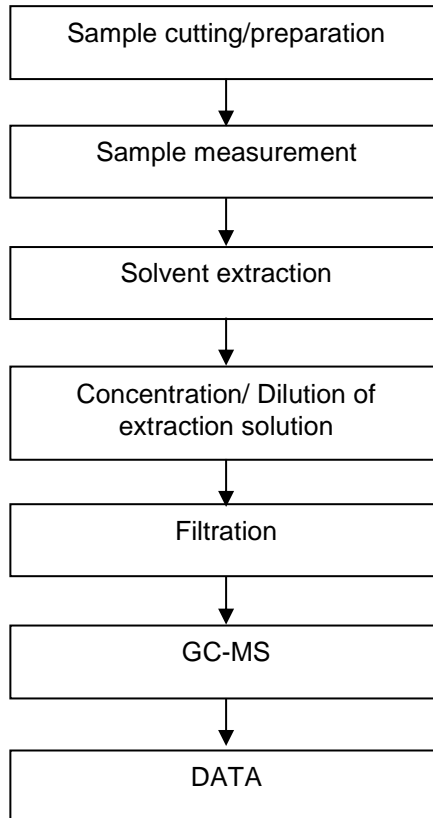 Sample cutting/preparation
Sample measurement
Solvent extraction
Concentration/ Dilution of
extraction solution
Filtration
GC-MS
DATA